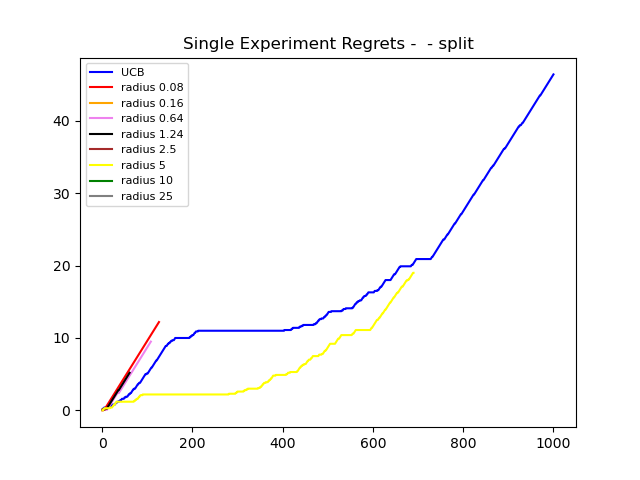 Single Experiment Regrets -  - split
UCB
radius 0.08
radius 0.16
radius 0.64
radius 1.24
radius 2.5
radius 5
radius 10
radius 25
40
30
20
10
0
0 200 400 600 800 1000